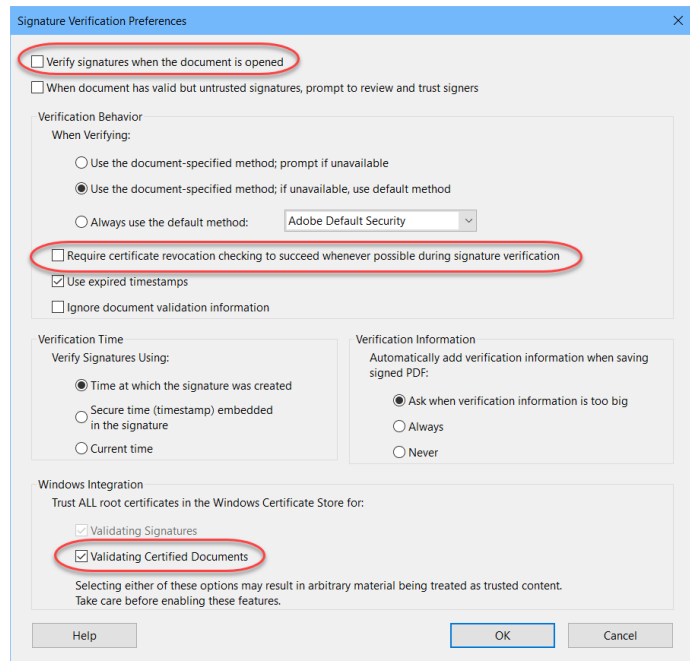 Signature Verification Preferences
Verify signatures when the document is opened
When document has valid but untrusted signatures, prompt to review and trust signers
Verification Behavior
When Verifying:
Use the document-specified method; prompt if unavailable
Use the document-specified method; if unavailable, use default method
Always use the default method: Adobe Default Security
Require certificate revocation checking to succeed whenever possible during signature verification
Use expired timestamps
Ignore document validation information
Verification Time
Verify Signatures Using:
Time at which the signature was created
Secure time (timestamp) embedded
in the signature
Current time
Verification Information
Automatically add verification information when saving
signed PDF:
Ask when verification information is too big
Always
Never
Windows Integration
Trust ALL root certificates in the Windows Certificate Store for:
Validating Signatures
Validating Certified Documents
Selecting either of these options may result in arbitrary material being treated as trusted content.
Take care before enabling these features.
Help
OK
Cancel